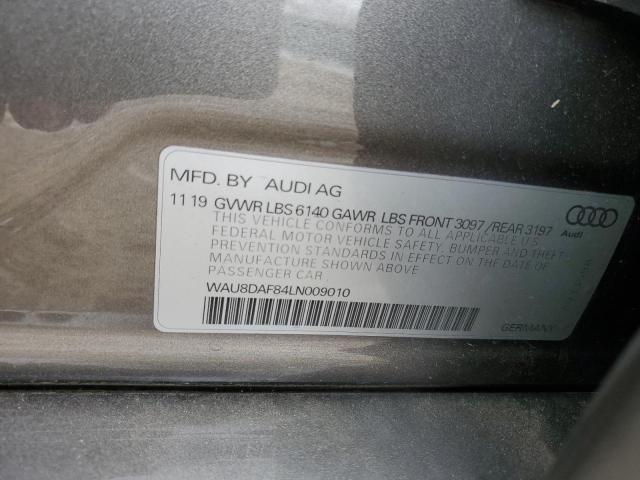 MFD. BY AUDI AG
11 19 GVWR LBS 6140 GAWR LBS FRONT 3097 / REAR 3197
THIS VEHICLE CONFORMS TO ALL APPLICABLE U.S.
FEDERAL MOTOR VEHICLE SAFETY, BUMPER AND THEFT
PREVENTION STANDARDS IN EFFECT ON THE DATE OF
MANUFACTURE SHOWN ABOVE
PASSENGER CAR
WAU8DAF84LN009010
Audi
GERMANY